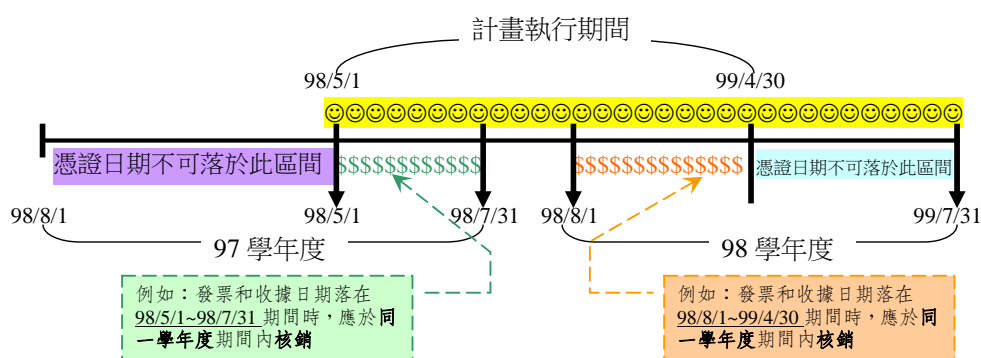 計畫執行期間
98/5/1 99/4/30
☺☺☺☺☺☺☺☺☺☺☺☺☺☺☺☺☺☺☺☺☺☺☺☺☺☺☺☺☺☺☺
憑證日期不可落於此區間 $$$$$$$$$$$$ $$$$$$$$$$$$$$ 憑證日期不可落於此區間
98/8/1 98/5/1 98/7/31 98/8/1 99/7/31
97 學年度 98 學年度
例如：發票和收據日期落在
98/5/1~98/7/31 期間時，應於同
一學年度期間內核銷
例如：發票和收據日期落在
98/8/1~99/4/30 期間時，應於同
一學年度期間內核銷